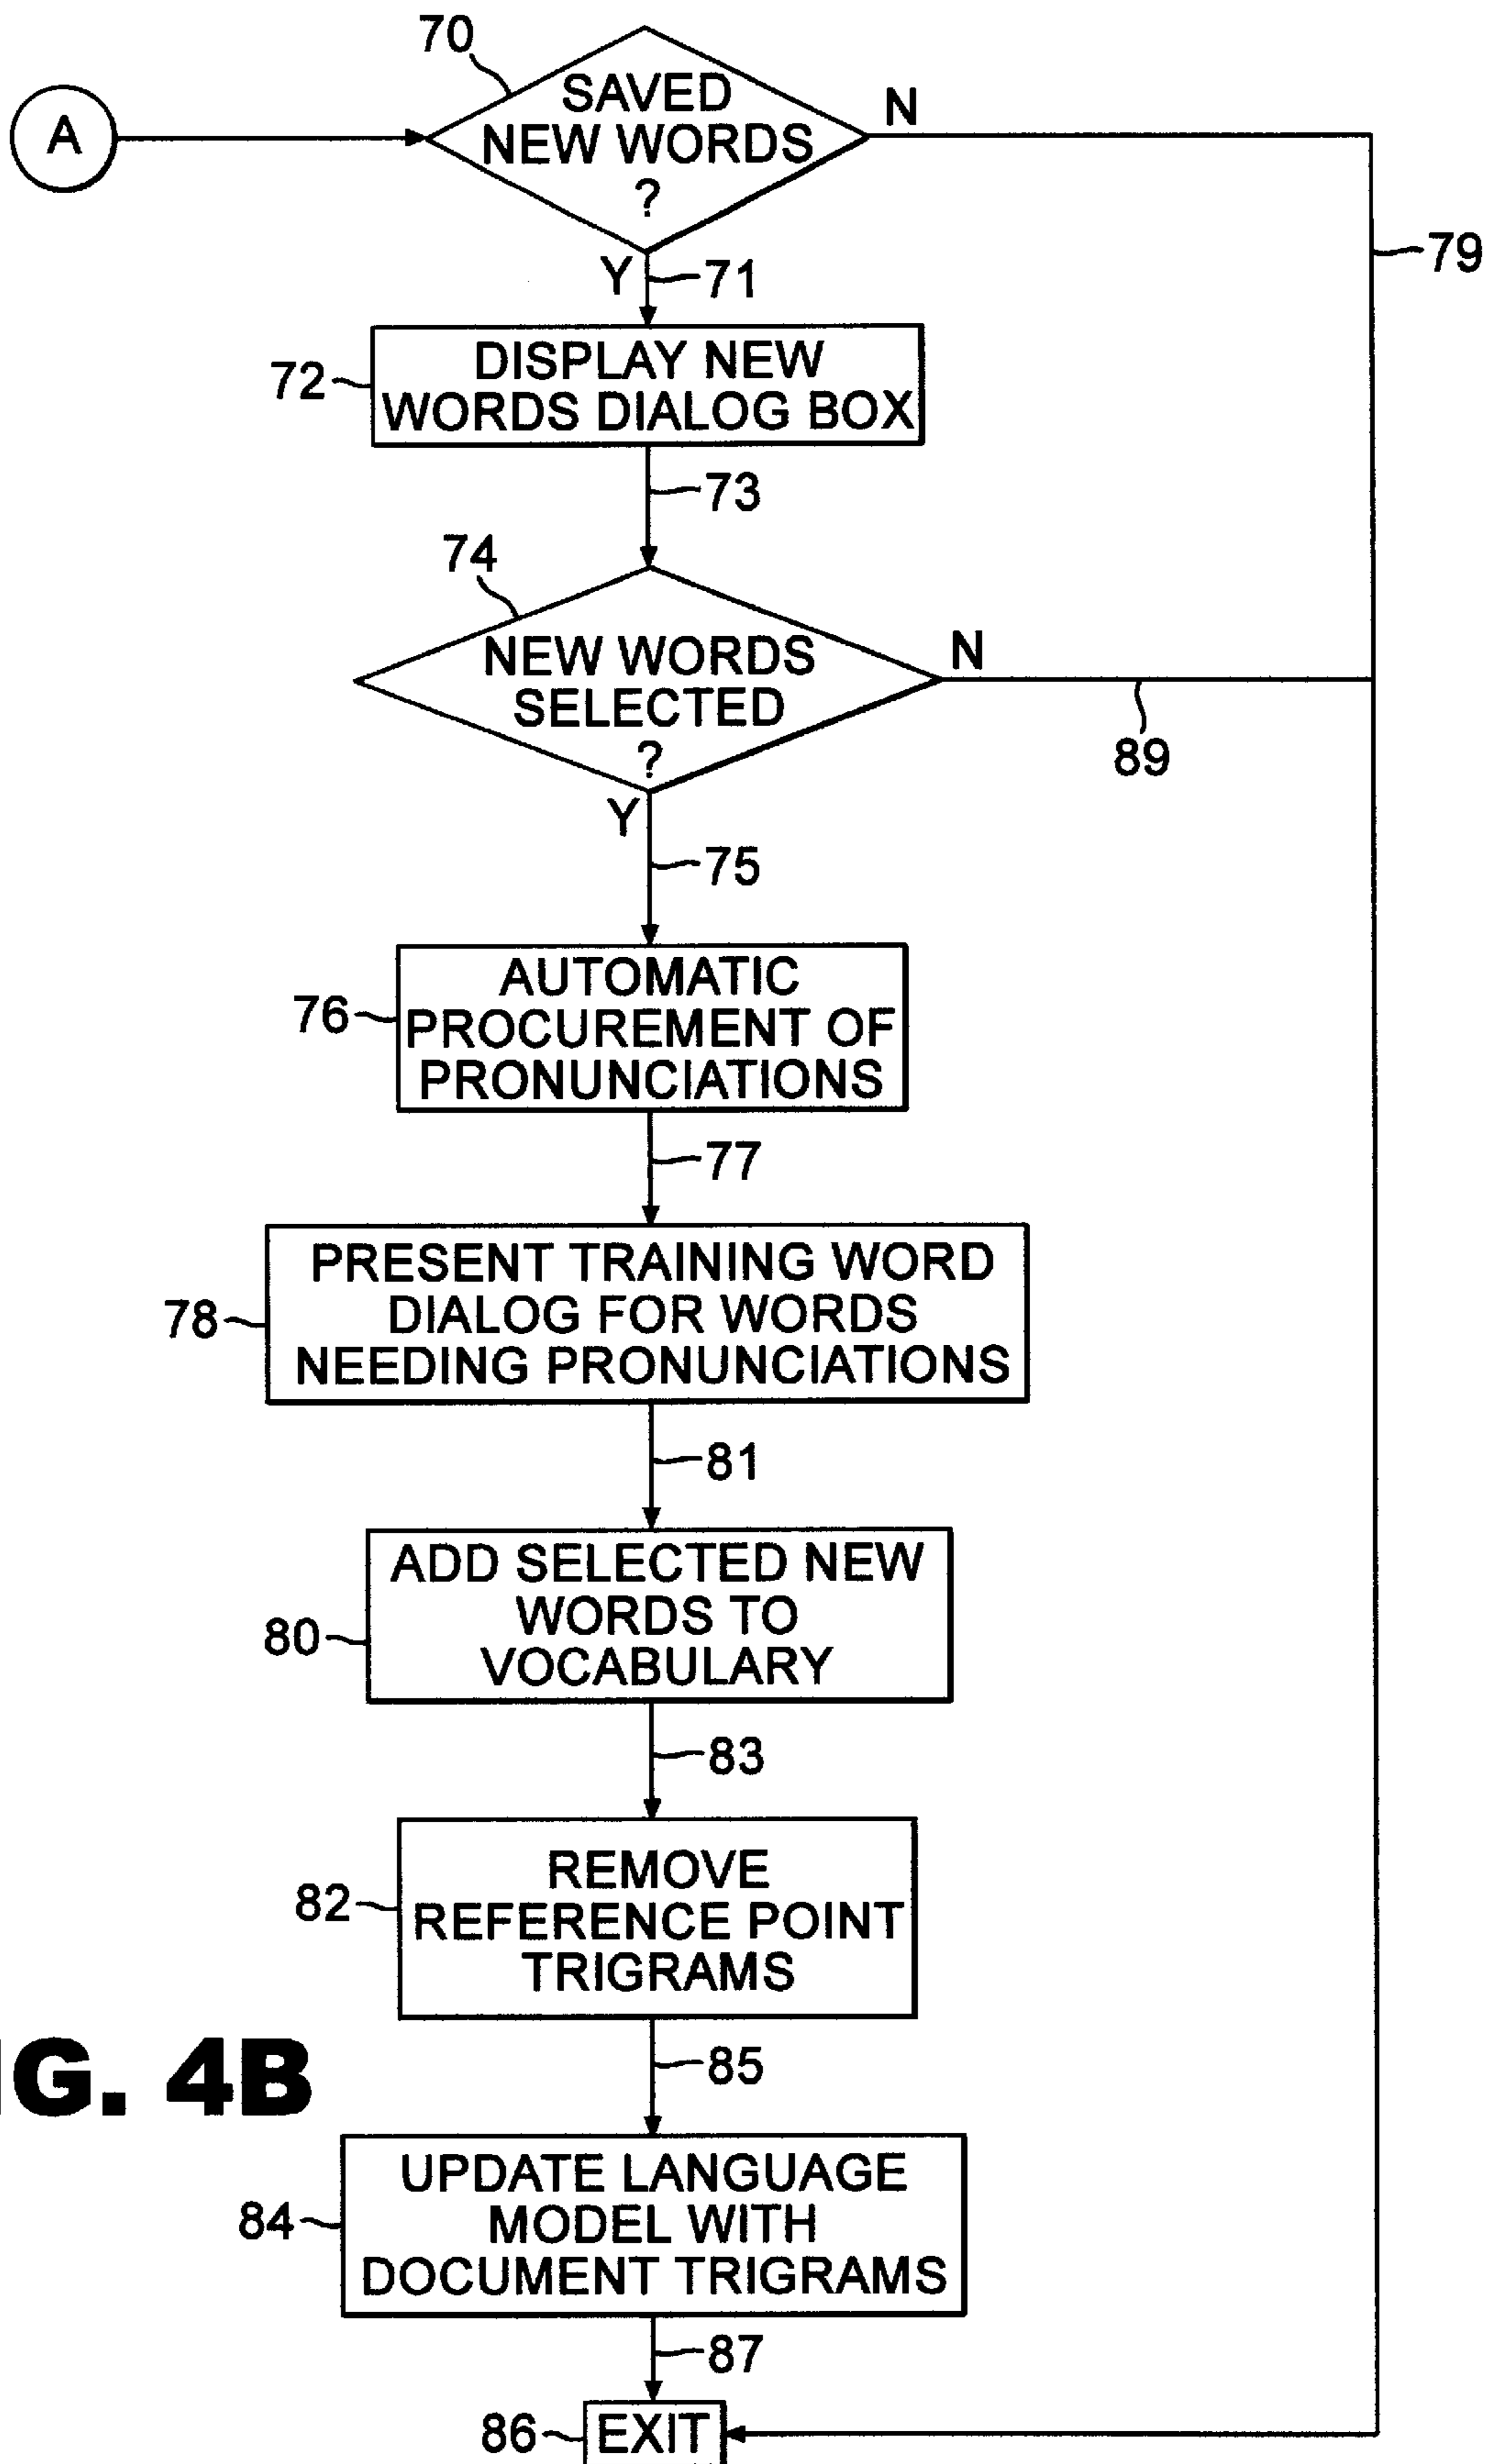 70
SAVED
NEW WORDS
?
N
A
79
Y
71
72
DISPLAY NEW
WORDS DIALOG BOX
73
74
NEW WORDS
SELECTED
?
N
89
Y
75
76
AUTOMATIC
PROCUREMENT OF
PRONUNCIATIONS
77
78
PRESENT TRAINING WORD
DIALOG FOR WORDS
NEEDING PRONUNCIATIONS
81
80
ADD SELECTED NEW
WORDS TO
VOCABULARY
83
82
REMOVE
REFERENCE POINT
TRIGRAMS
85
G. 4B
84
UPDATE LANGUAGE
MODEL WITH
DOCUMENT TRIGRAMS
87
86
EXIT